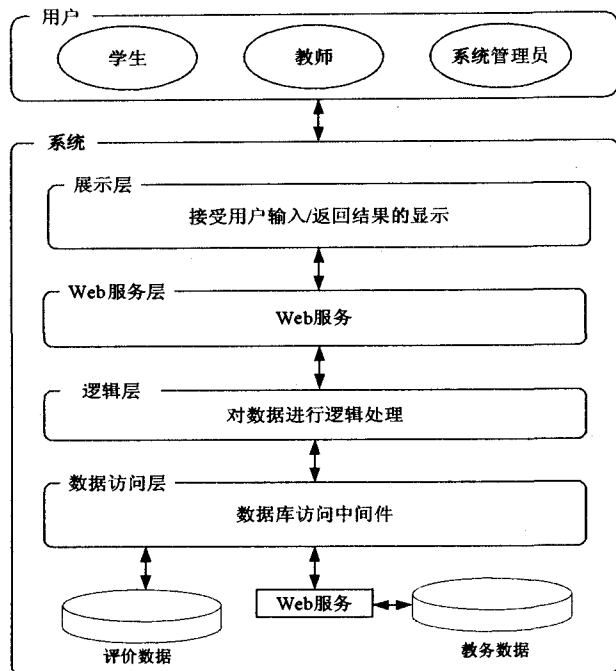 用户
学生
教师
系统管理员
系统
展示层
接受用户输入/返回结果的显示
Web服务层
Web服务
逻辑层
对数据进行逻辑处理
数据访问层
数据库访问中间件
Web服务
评价数据
教务数据